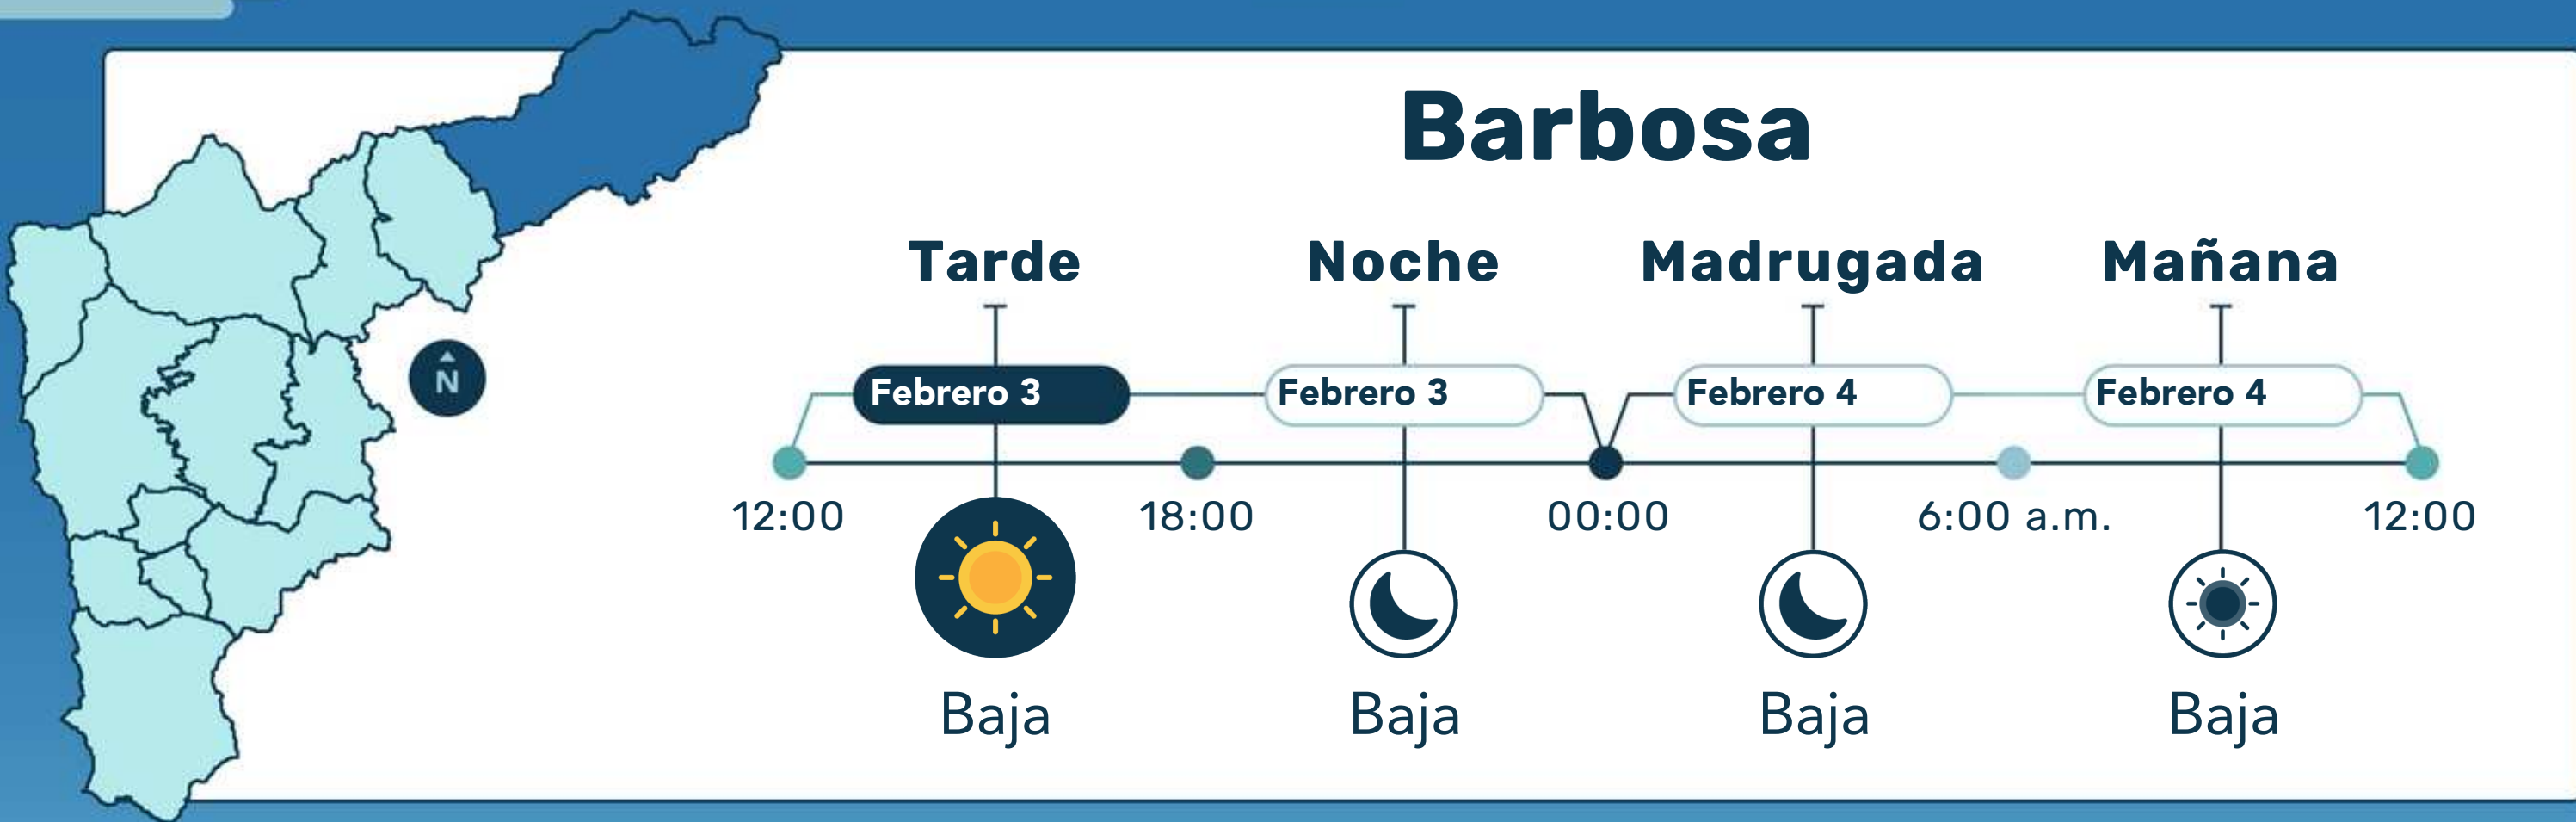 Barbosa
Tarde Noche Madrugada Mañana
Febrero 3 Febrero 3 Febrero 4 Febrero 4
N
12:00 18:00 00:00 6:00 a.m. 12:00
Baja Baja Baja Baja